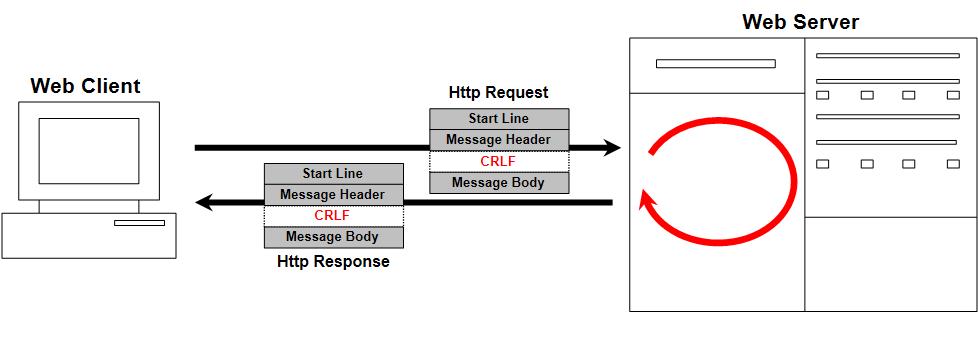 Web Server
Web Client
Http Request
Start Line
Message Header
CRLF
Message Body
Start Line
Message Header
CRLF
Message Body
Http Response